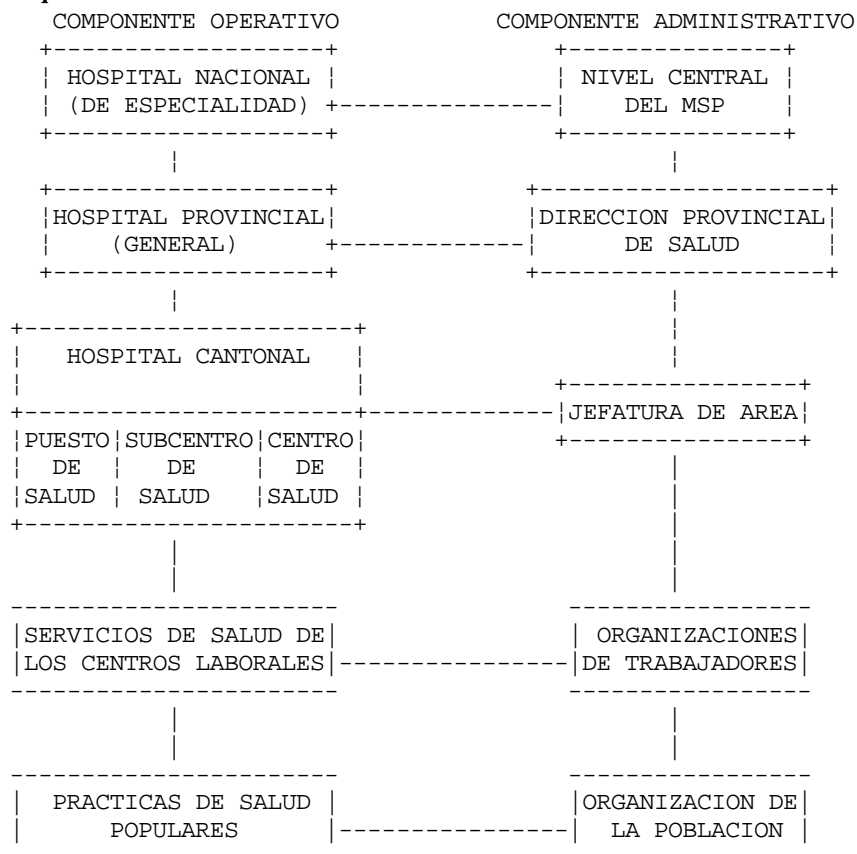 COMPONENTE OPERATIVO COMPONENTE ADMINISTRATIVO
HOSPITAL NACIONAL NIVEL CENTRAL
(DE ESPECIALIDAD) DEL MSP
HOSPITAL PROVINCIAL DIRECCION PROVINCIAL
(GENERAL) DE SALUD
HOSPITAL CANTONAL
JEFATURA DE AREA
PUESTO SUBCENTRO CENTRO
DE DE DE
SALUD SALUD SALUD
SERVICIOS DE SALUD DE ORGANIZACIONES
LOS CENTROS LABORALES DE TRABAJADORES
PRACTICAS DE SALUD ORGANIZACION DE
POPULARES LA POBLACION